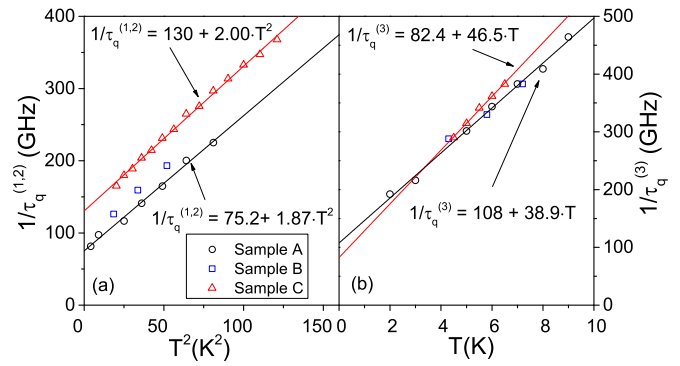 400
300
200
100
0
1/τq(1,2) (GHz)
1/τq(1,2) = 130 + 2.00·T2
1/τq(1,2) = 75.2+ 1.87·T2
(a)
Sample A
Sample B
Sample C
0 50 100 150
T2(K2)
1/τq(3) = 82.4 + 46.5·T
1/τq(3) = 108 + 38.9·T
(b)
0 2 4 6 8 10
T(K)
500
400
300
200
100
0
1/τq(3) (GHz)